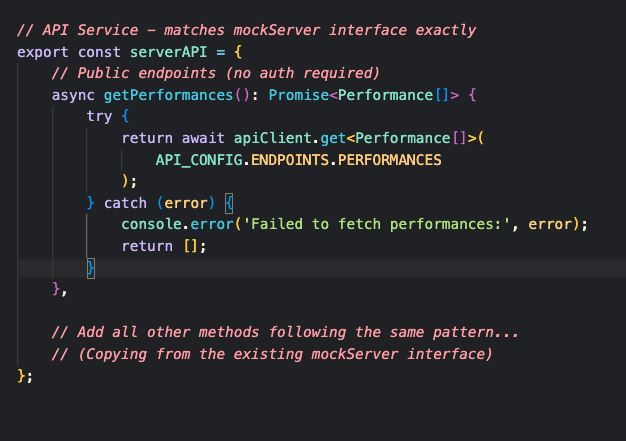 // API Service - matches mockServer interface exactly
export const serverAPI = {
    // Public endpoints (no auth required)
    async getPerformances(): Promise<Performance[]> {
        try {
            return await apiClient.get<Performance[]>(
                API_CONFIG.ENDPOINTS.PERFORMANCES
            );
        } catch (error) {
            console.error('Failed to fetch performances:', error);
            return [];
        }
    },

    // Add all other methods following the same pattern...
    // (Copying from the existing mockServer interface)
};